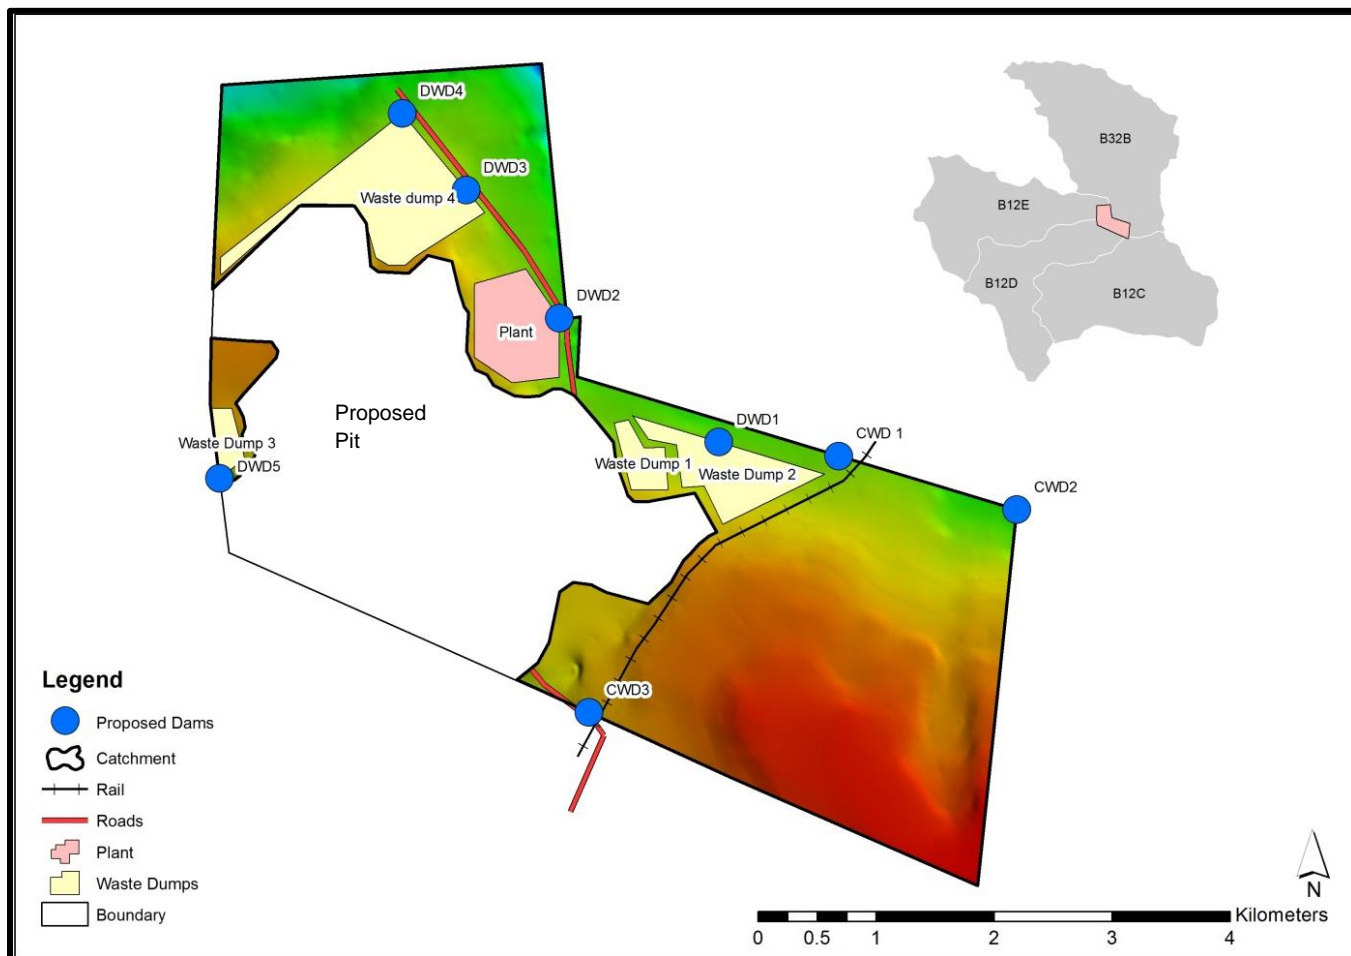 DWD4
DWD3
Waste dump 4
DWD2
Plant
Proposed
Pit
Waste Dump 3
DWD5
DWD1
CWD 1
Waste Dump 1
Waste Dump 2
CWD2
CWD3
B32B
B12E
B12D
B12C
Legend
Proposed Dams
Catchment
Rail
Roads
Plant
Waste Dumps
Boundary
N
Kilometers
0 0.5 1 2 3 4